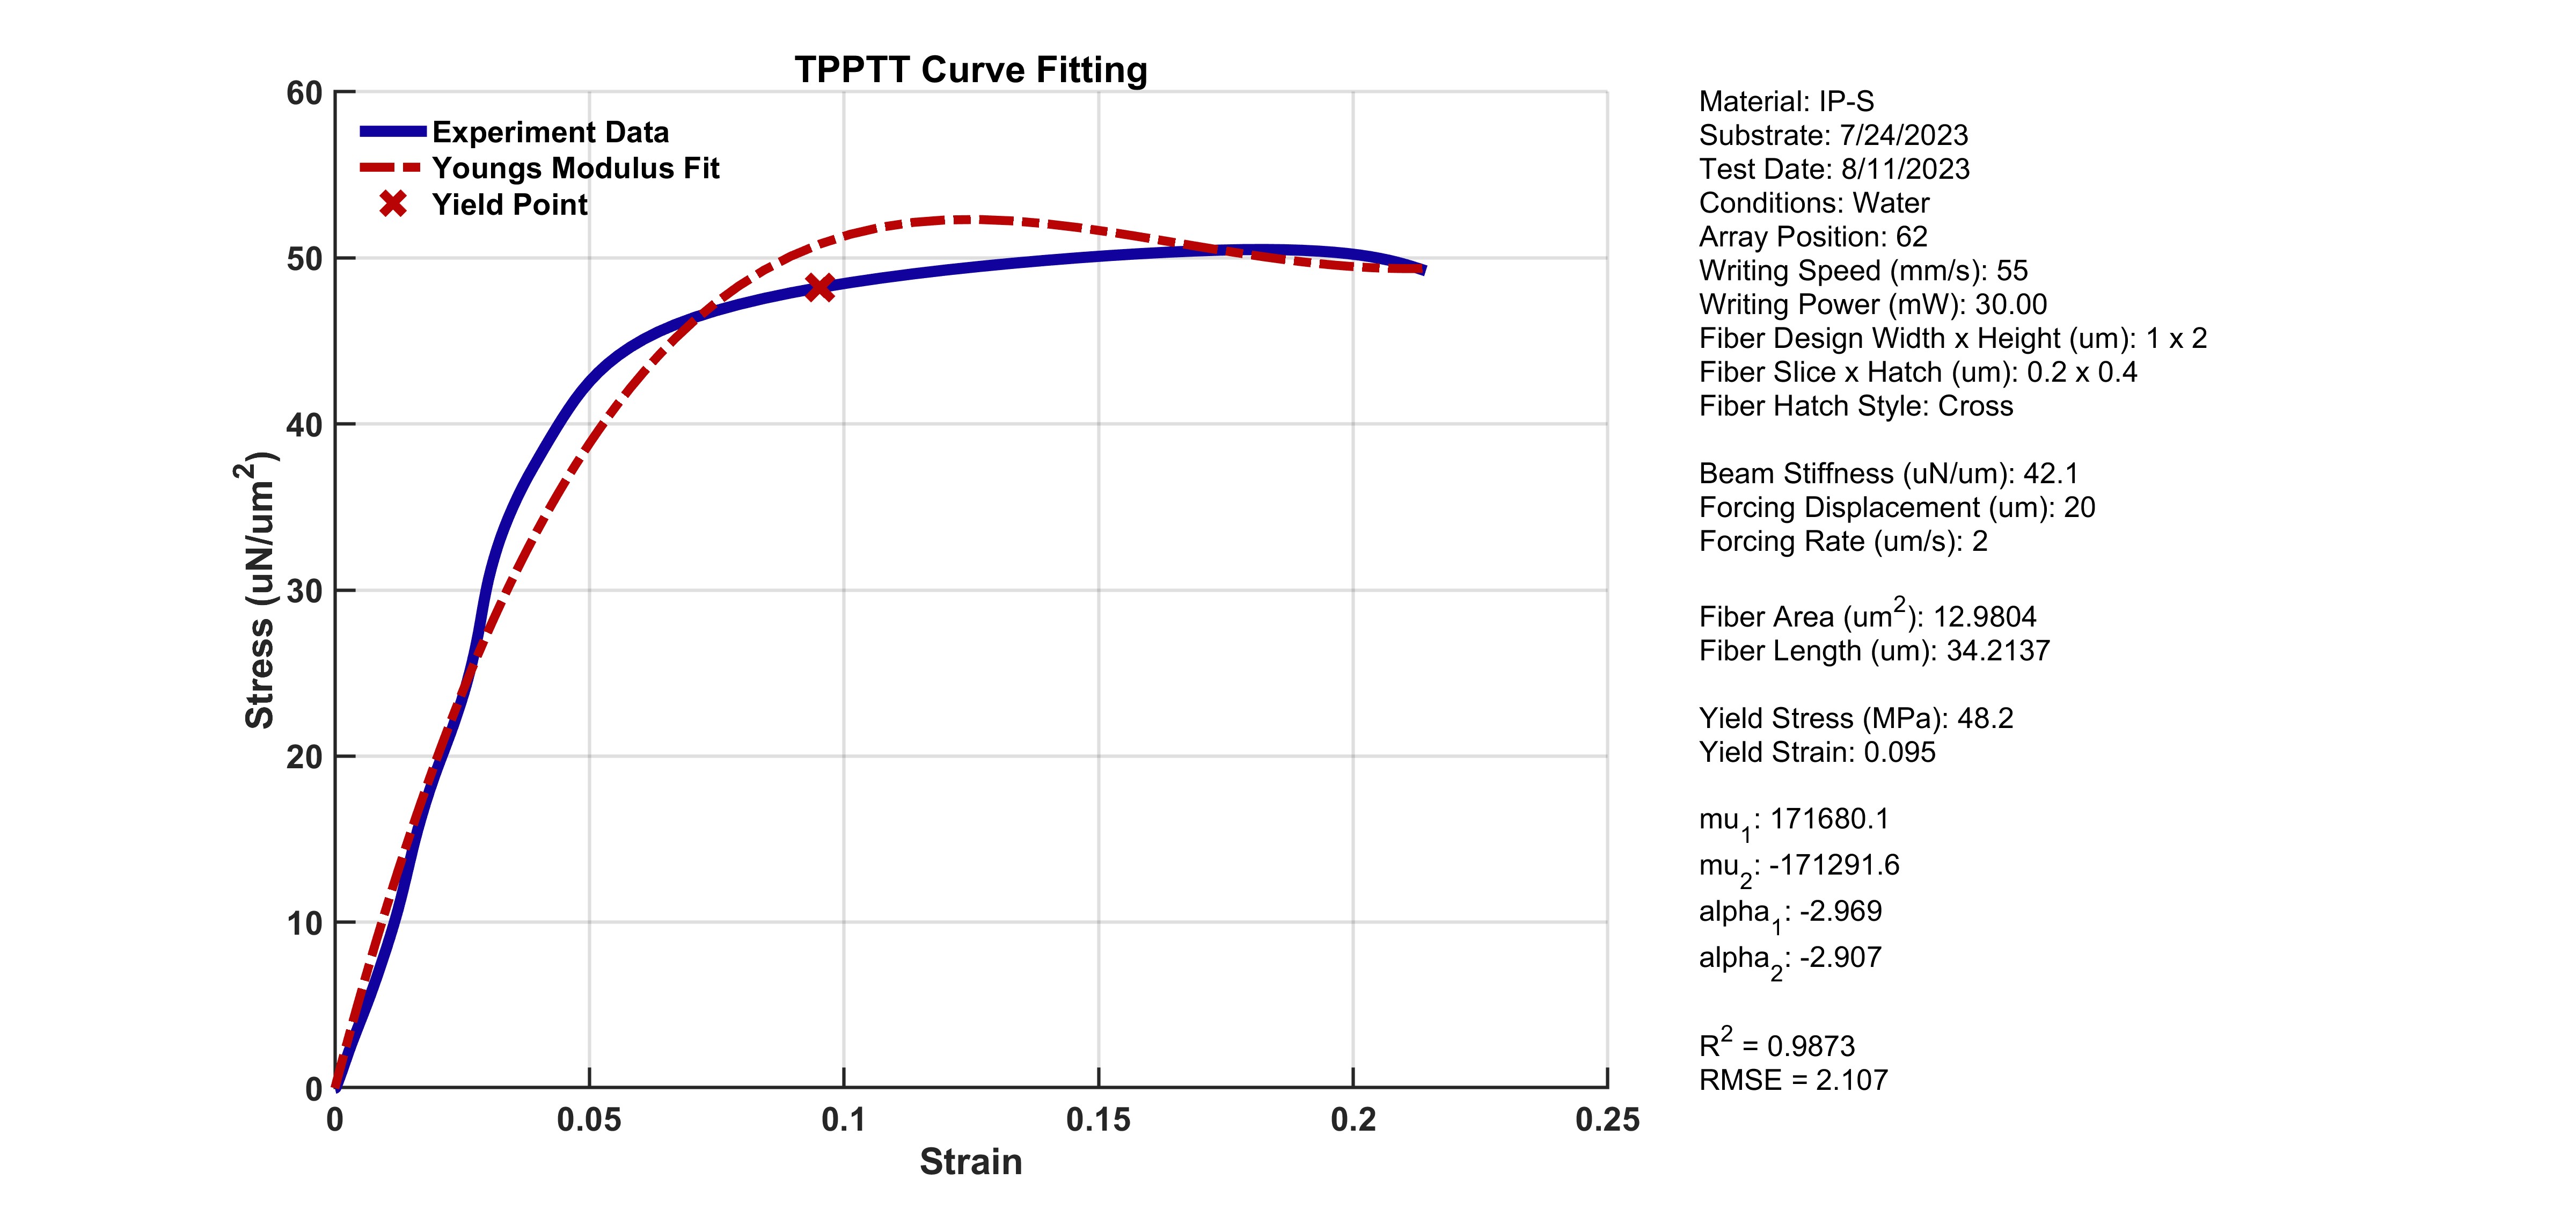 TPPTT Curve Fitting
60
50
40
30
20
10
0
Stress (uN/um²)
Experiment Data
Youngs Modulus Fit
Yield Point
0 0.05 0.1 0.15 0.2 0.25
Strain
Material: IP-S
Substrate: 7/24/2023
Test Date: 8/11/2023
Conditions: Water
Array Position: 62
Writing Speed (mm/s): 55
Writing Power (mW): 30.00
Fiber Design Width x Height (um): 1 x 2
Fiber Slice x Hatch (um): 0.2 x 0.4
Fiber Hatch Style: Cross
Beam Stiffness (uN/um): 42.1
Forcing Displacement (um): 20
Forcing Rate (um/s): 2
Fiber Area (um²): 12.9804
Fiber Length (um): 34.2137
Yield Stress (MPa): 48.2
Yield Strain: 0.095
mu₁: 171680.1
mu₂: -171291.6
alpha₁: -2.969
alpha₂: -2.907
R² = 0.9873
RMSE = 2.107